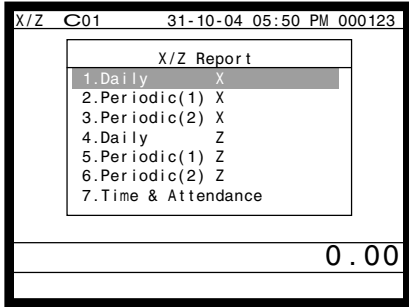 X/Z C01 31-10-04 05:50 PM 000123
X/Z Report
1.Daily X
2.Periodic(1) X
3.Periodic(2) X
4.Daily Z
5.Periodic(1) Z
6.Periodic(2) Z
7.Time & Attendance
0.00